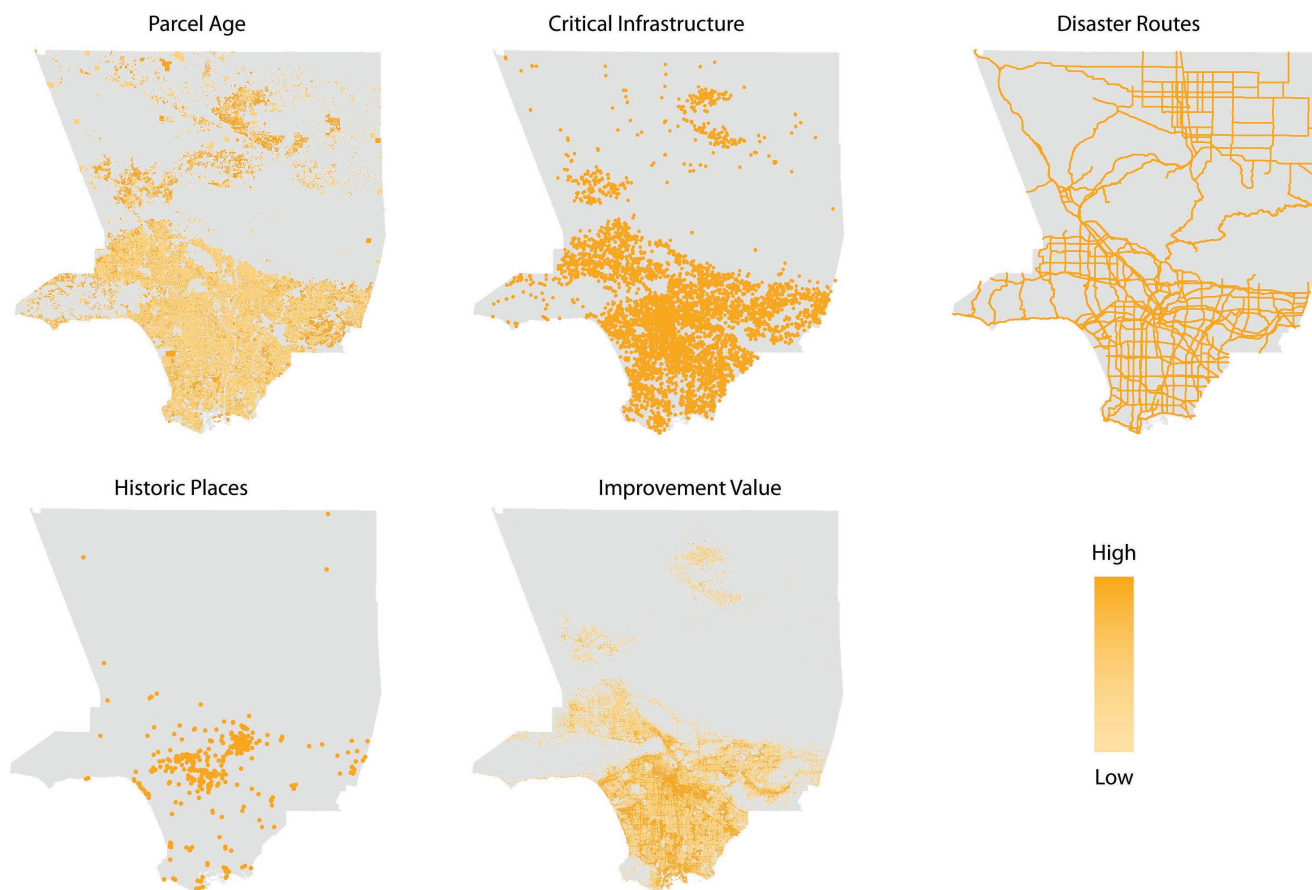 Parcel Age
Critical Infrastructure
Disaster Routes
Historic Places
Improvement Value
High
Low